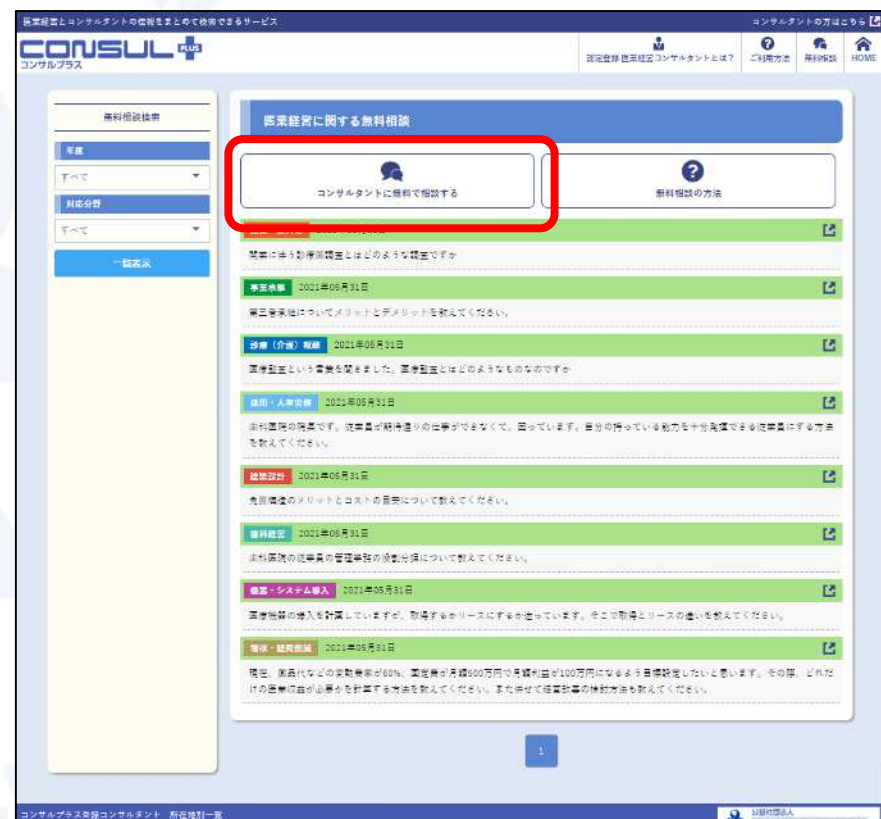 医業経営とコンサルタントの情報をまとめて検索できるサービス
コンサルタントの方はこちら
CONSUL PLUS
コンサルプラス
認定登録 医業経営コンサルタントとは?
ご利用方法
無料相談
HOME
無料相談検索
年度
すべて
対応分野
すべて
一覧表示
医業経営に関する無料相談
コンサルタントに無料で相談する
無料相談の方法
開業に伴う診療圏調査とはどのような調査ですか
事業承継 2021年05月31日
第三者承継についてメリットとデメリットを教えてください。
診療(介護)報酬 2021年05月31日
医療監査という言葉を聞きました。医療監査とはどのようなものなのですか
雇用・人事労務 2021年05月31日
歯科医院の院長です。従業員が期待通りの仕事ができなくて、困っています。自分の持っている能力を十分発揮できる従業員にする方法
を教えてください。
建築設計 2021年05月31日
免震構造のメリットとコストの目安について教えてください。
歯科経営 2021年05月31日
歯科医院の従業員の管理業務の役割分担について教えてください。
機器・システム導入 2021年05月31日
医療機器の導入を計画していますが、取得するかリースにするか迷っています。そこで取得とリースの違いを教えてください。
増収・経費削減 2021年05月31日
現在、医薬品代などの変動費率が60%、固定費が月額600万円で月額利益が100万円になるよう目標設定したいと思います。その際、どれだ
けの医業収益が必要かを計算する方法を教えてください。また併せて経営改善の検討方法も教えてください。
1
コンサルプラス登録コンサルタント 所在地別一覧
公益社団法人